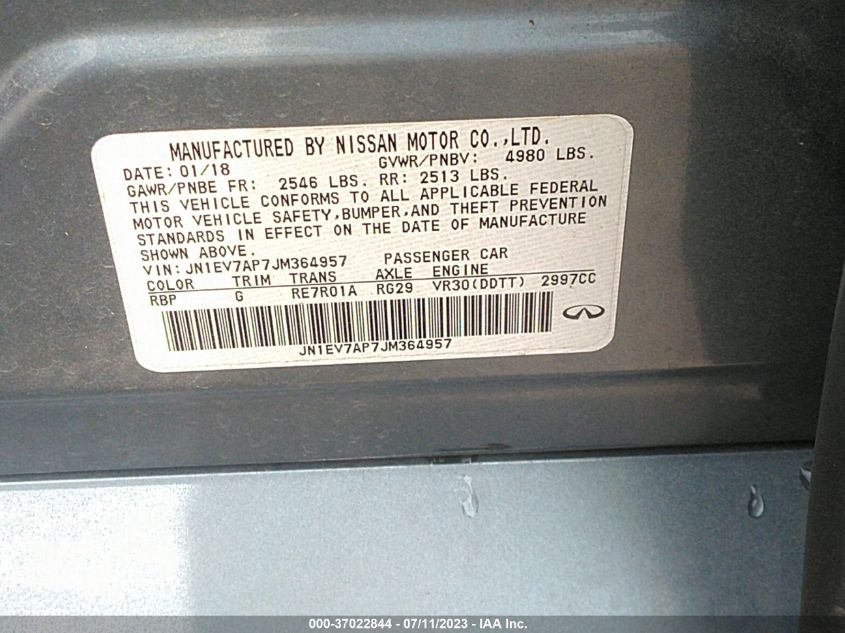 MANUFACTURED BY NISSAN MOTOR CO.,LTD.
DATE: 01/18 GVWR/PNBV: 4980 LBS.
GAWR/PNBE FR: 2546 LBS. RR: 2513 LBS.
THIS VEHICLE CONFORMS TO ALL APPLICABLE FEDERAL
MOTOR VEHICLE SAFETY,BUMPER,AND THEFT PREVENTION
STANDARDS IN EFFECT ON THE DATE OF MANUFACTURE
SHOWN ABOVE.
VIN:JN1EV7AP7JM364957 PASSENGER CAR
COLOR TRIM TRANS AXLE ENGINE
RBP G RE7R01A RG29 VR30(DDTT) 2997CC
JN1EV7AP7JM364957
000-37022844 - 07/11/2023 - IAA Inc.